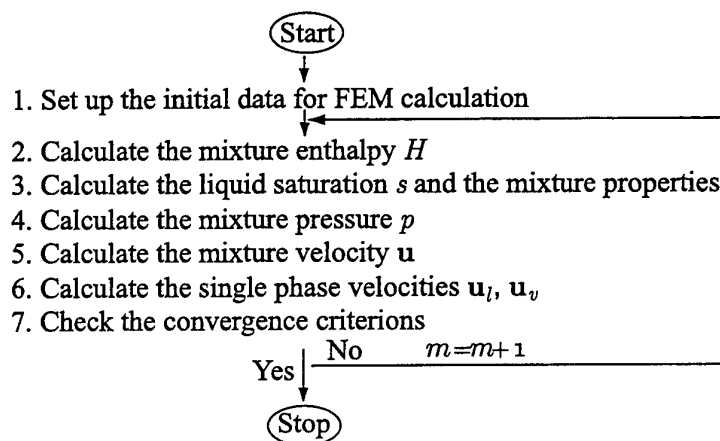 Start
1. Set up the initial data for FEM calculation
2. Calculate the mixture enthalpy H
3. Calculate the liquid saturation s and the mixture properties
4. Calculate the mixture pressure p
5. Calculate the mixture velocity u
6. Calculate the single phase velocities u_l, u_v
7. Check the convergence criterions
No m=m+1
Yes
Stop